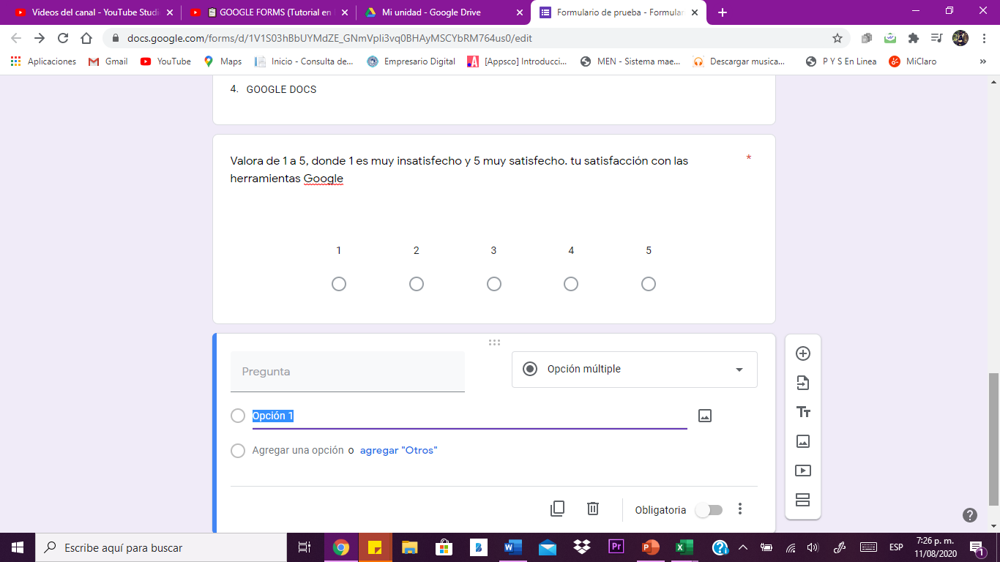 Videos del canal - YouTube Studi
GOOGLE FORMS (Tutorial en
Mi unidad - Google Drive
Formulario de prueba - Formular
docs.google.com/forms/d/1V1S03hBbUYMdZE_GNmVpIi3vq0BHAyMSCYbRM764us0/edit
Aplicaciones
Gmail
YouTube
Maps
Inicio - Consulta de...
Empresario Digital
[Appsco] Introducci...
MEN - Sistema mae...
Descargar musica...
P Y S En Linea
MiClaro
»
4. GOOGLE DOCS
Valora de 1 a 5, donde 1 es muy insatisfecho y 5 muy satisfecho. tu satisfacción con las
herramientas Google
*
1 2 3 4 5
Pregunta
Opción múltiple
Opción 1
Agregar una opción o agregar "Otros"
Obligatoria
Escribe aquí para buscar
ESP
7:26 p. m.
11/08/2020
1